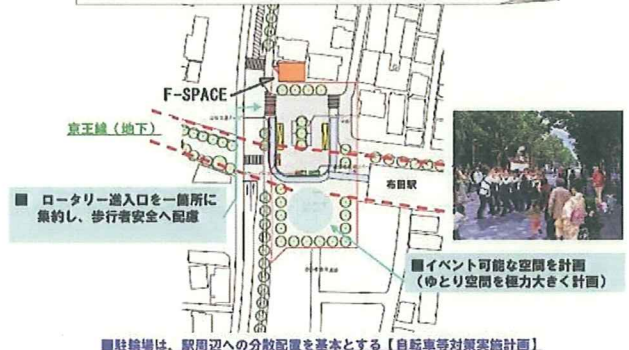 F-SPACE
京王線(地下)
布田駅
■ ロータリー進入口を一箇所に
集約し、歩行者安全へ配慮
■イベント可能な空間を計画
(ゆとり空間を極力大きく計画)
■駐輪場は、駅周辺への分散配置を基本とする【自転車等対策実施計画】